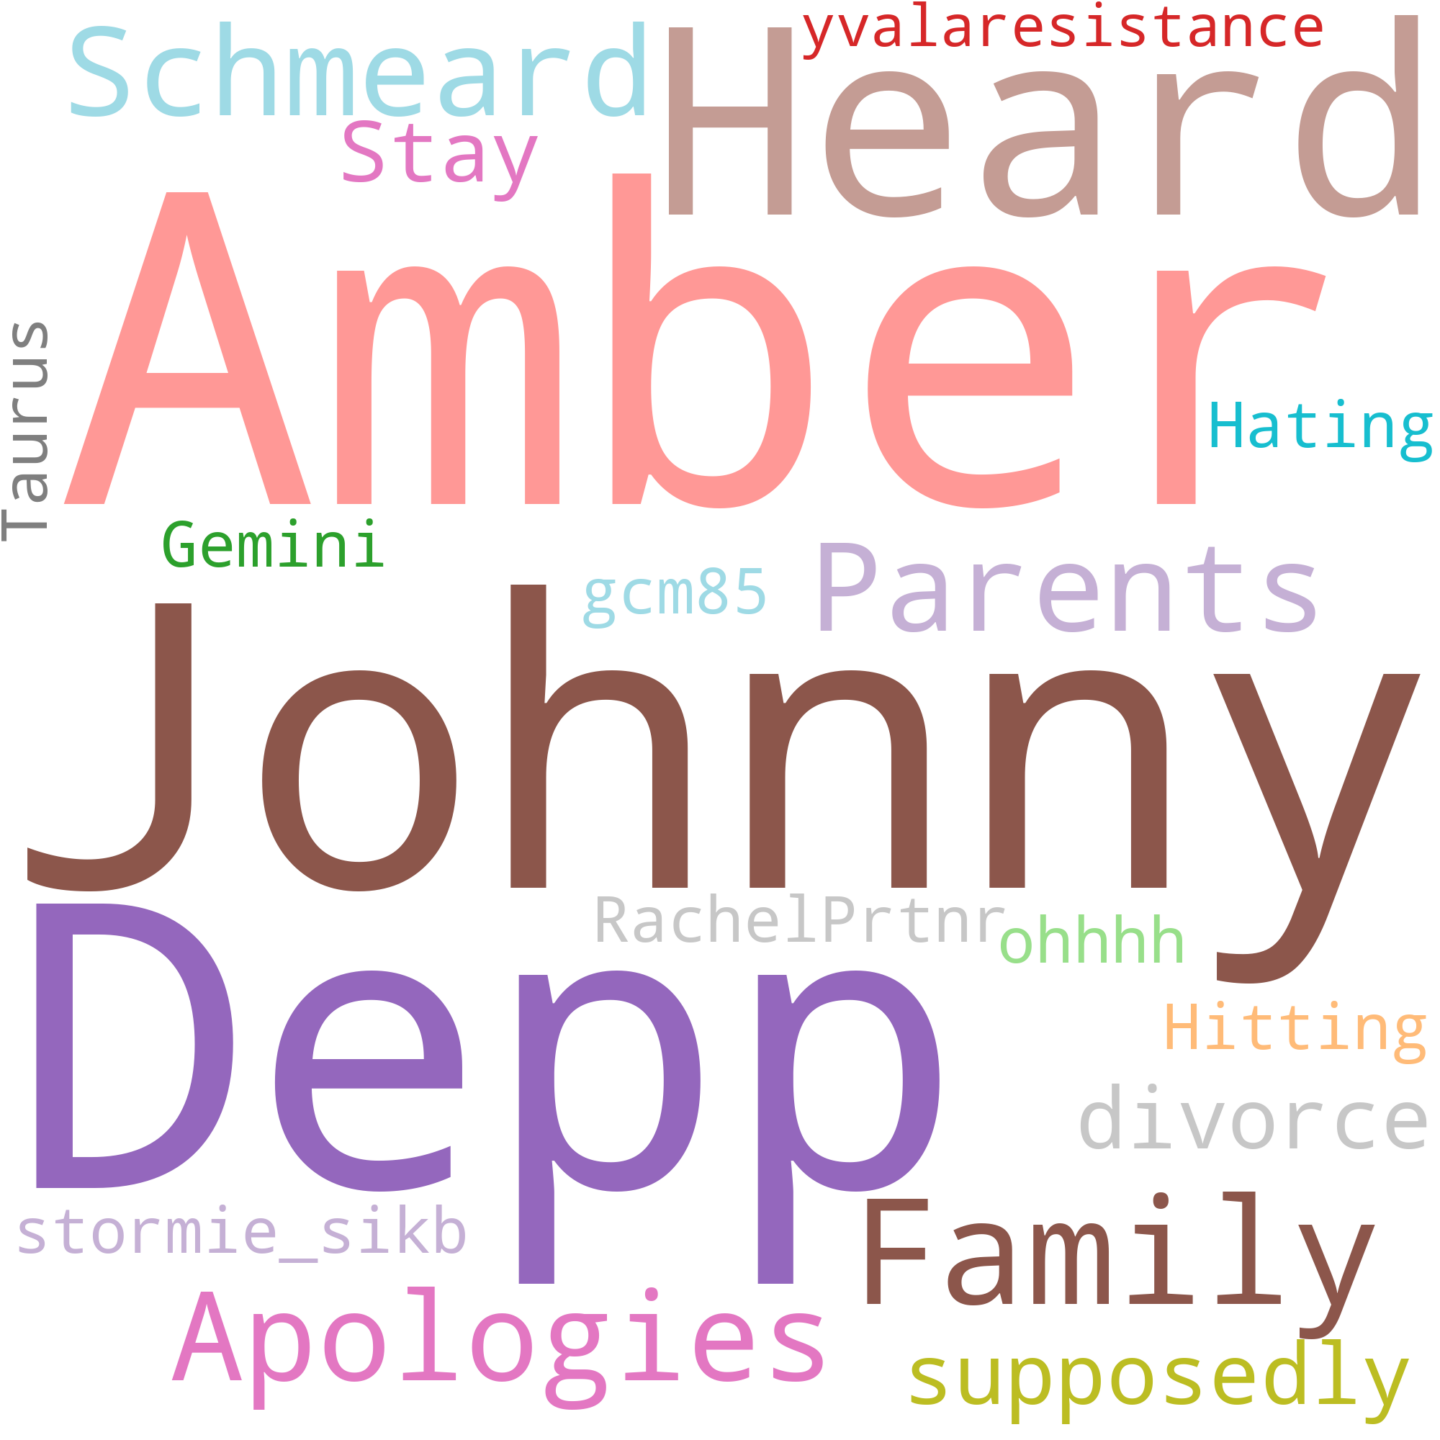 yvalaresistance
Schmeard
Heard
Stay
Amber
Taurus
Hating
Gemini
gcm85
Parents
Johnny
RachelPrtnr
ohhhh
Depp
Hitting
divorce
stormie_sikb
Family
Apologies
supposedly